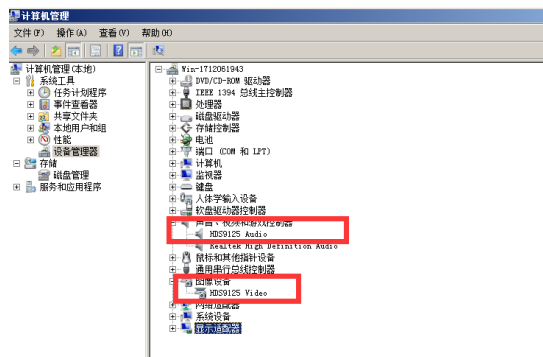 计算机管理
文件(F) 操作(A) 查看(V) 帮助(H)
计算机管理(本地)
系统工具
任务计划程序
事件查看器
共享文件夹
本地用户和组
性能
设备管理器
存储
磁盘管理
服务和应用程序
Win-1712061943
DVD/CD-ROM 驱动器
IEEE 1394 总线主控制器
处理器
磁盘驱动器
存储控制器
电池
端口 (COM 和 LPT)
计算机
监视器
键盘
人体学输入设备
软盘驱动器控制器
声音、视频和游戏控制器
HDS9125 Audio
Realtek High Definition Audio
鼠标和其他指针设备
通用串行总线控制器
图像设备
HDS9125 Video
网络适配器
系统设备
显示适配器